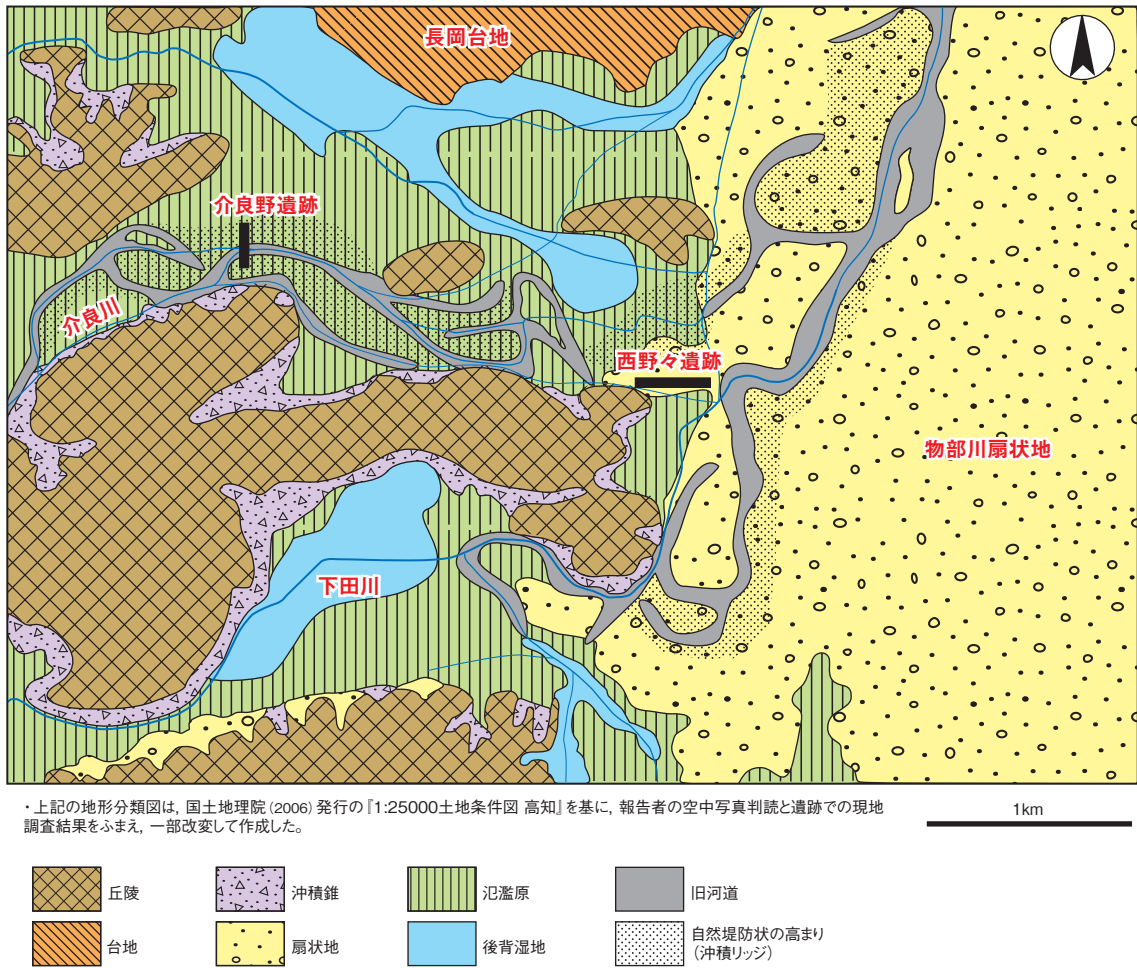 長岡台地
介良野遺跡
介良川
西野々遺跡
物部川扇状地
下田川
・上記の地形分類図は，国土地理院（2006）発行の『1:25000土地条件図 高知』を基に，報告者の空中写真判読と遺跡での現地
調査結果をふまえ，一部改変して作成した。
1km
丘陵
沖積錐
氾濫原
旧河道
台地
扇状地
後背湿地
自然堤防状の高まり
（沖積リッジ）